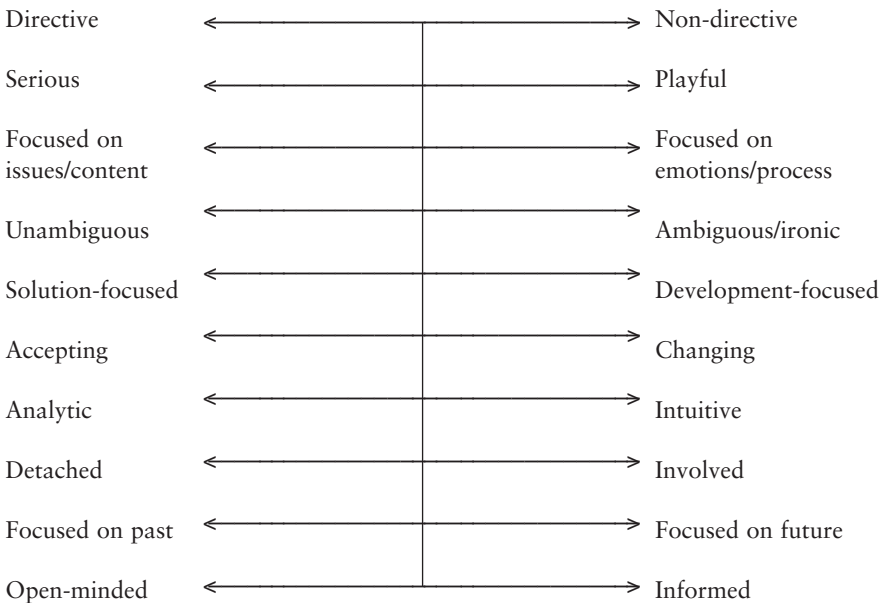 Directive Non-directive
Serious Playful
Focused on Focused on
issues/content emotions/process
Unambiguous Ambiguous/ironic
Solution-focused Development-focused
Accepting Changing
Analytic Intuitive
Detached Involved
Focused on past Focused on future
Open-minded Informed